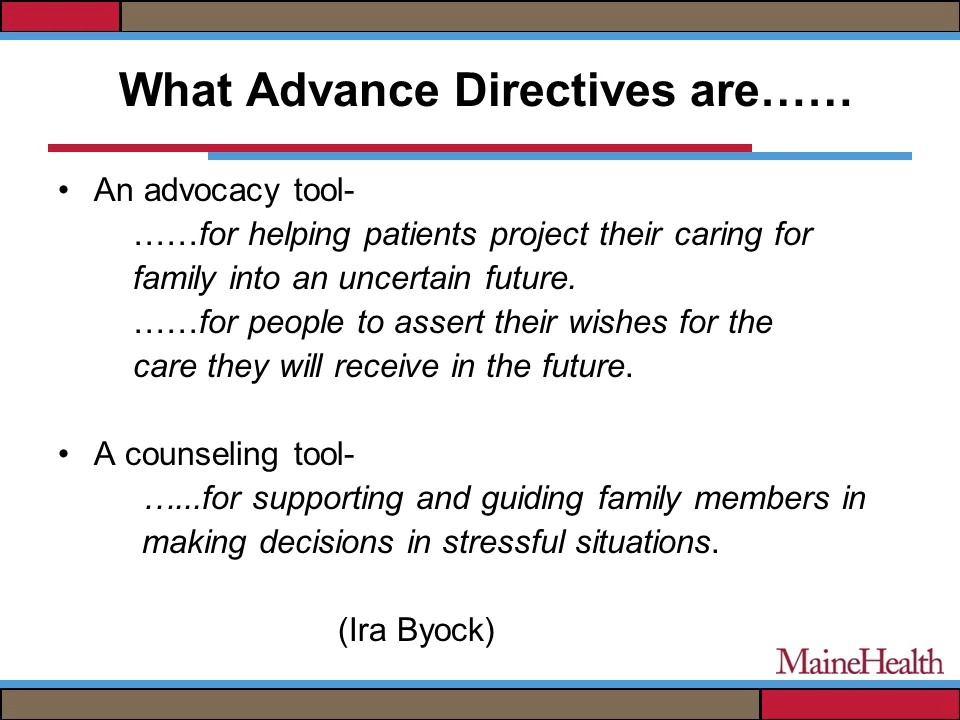 What Advance Directives are……
• An advocacy tool-
……for helping patients project their caring for
family into an uncertain future.
……for people to assert their wishes for the
care they will receive in the future.
• A counseling tool-
…...for supporting and guiding family members in
making decisions in stressful situations.
(Ira Byock)
MaineHealth